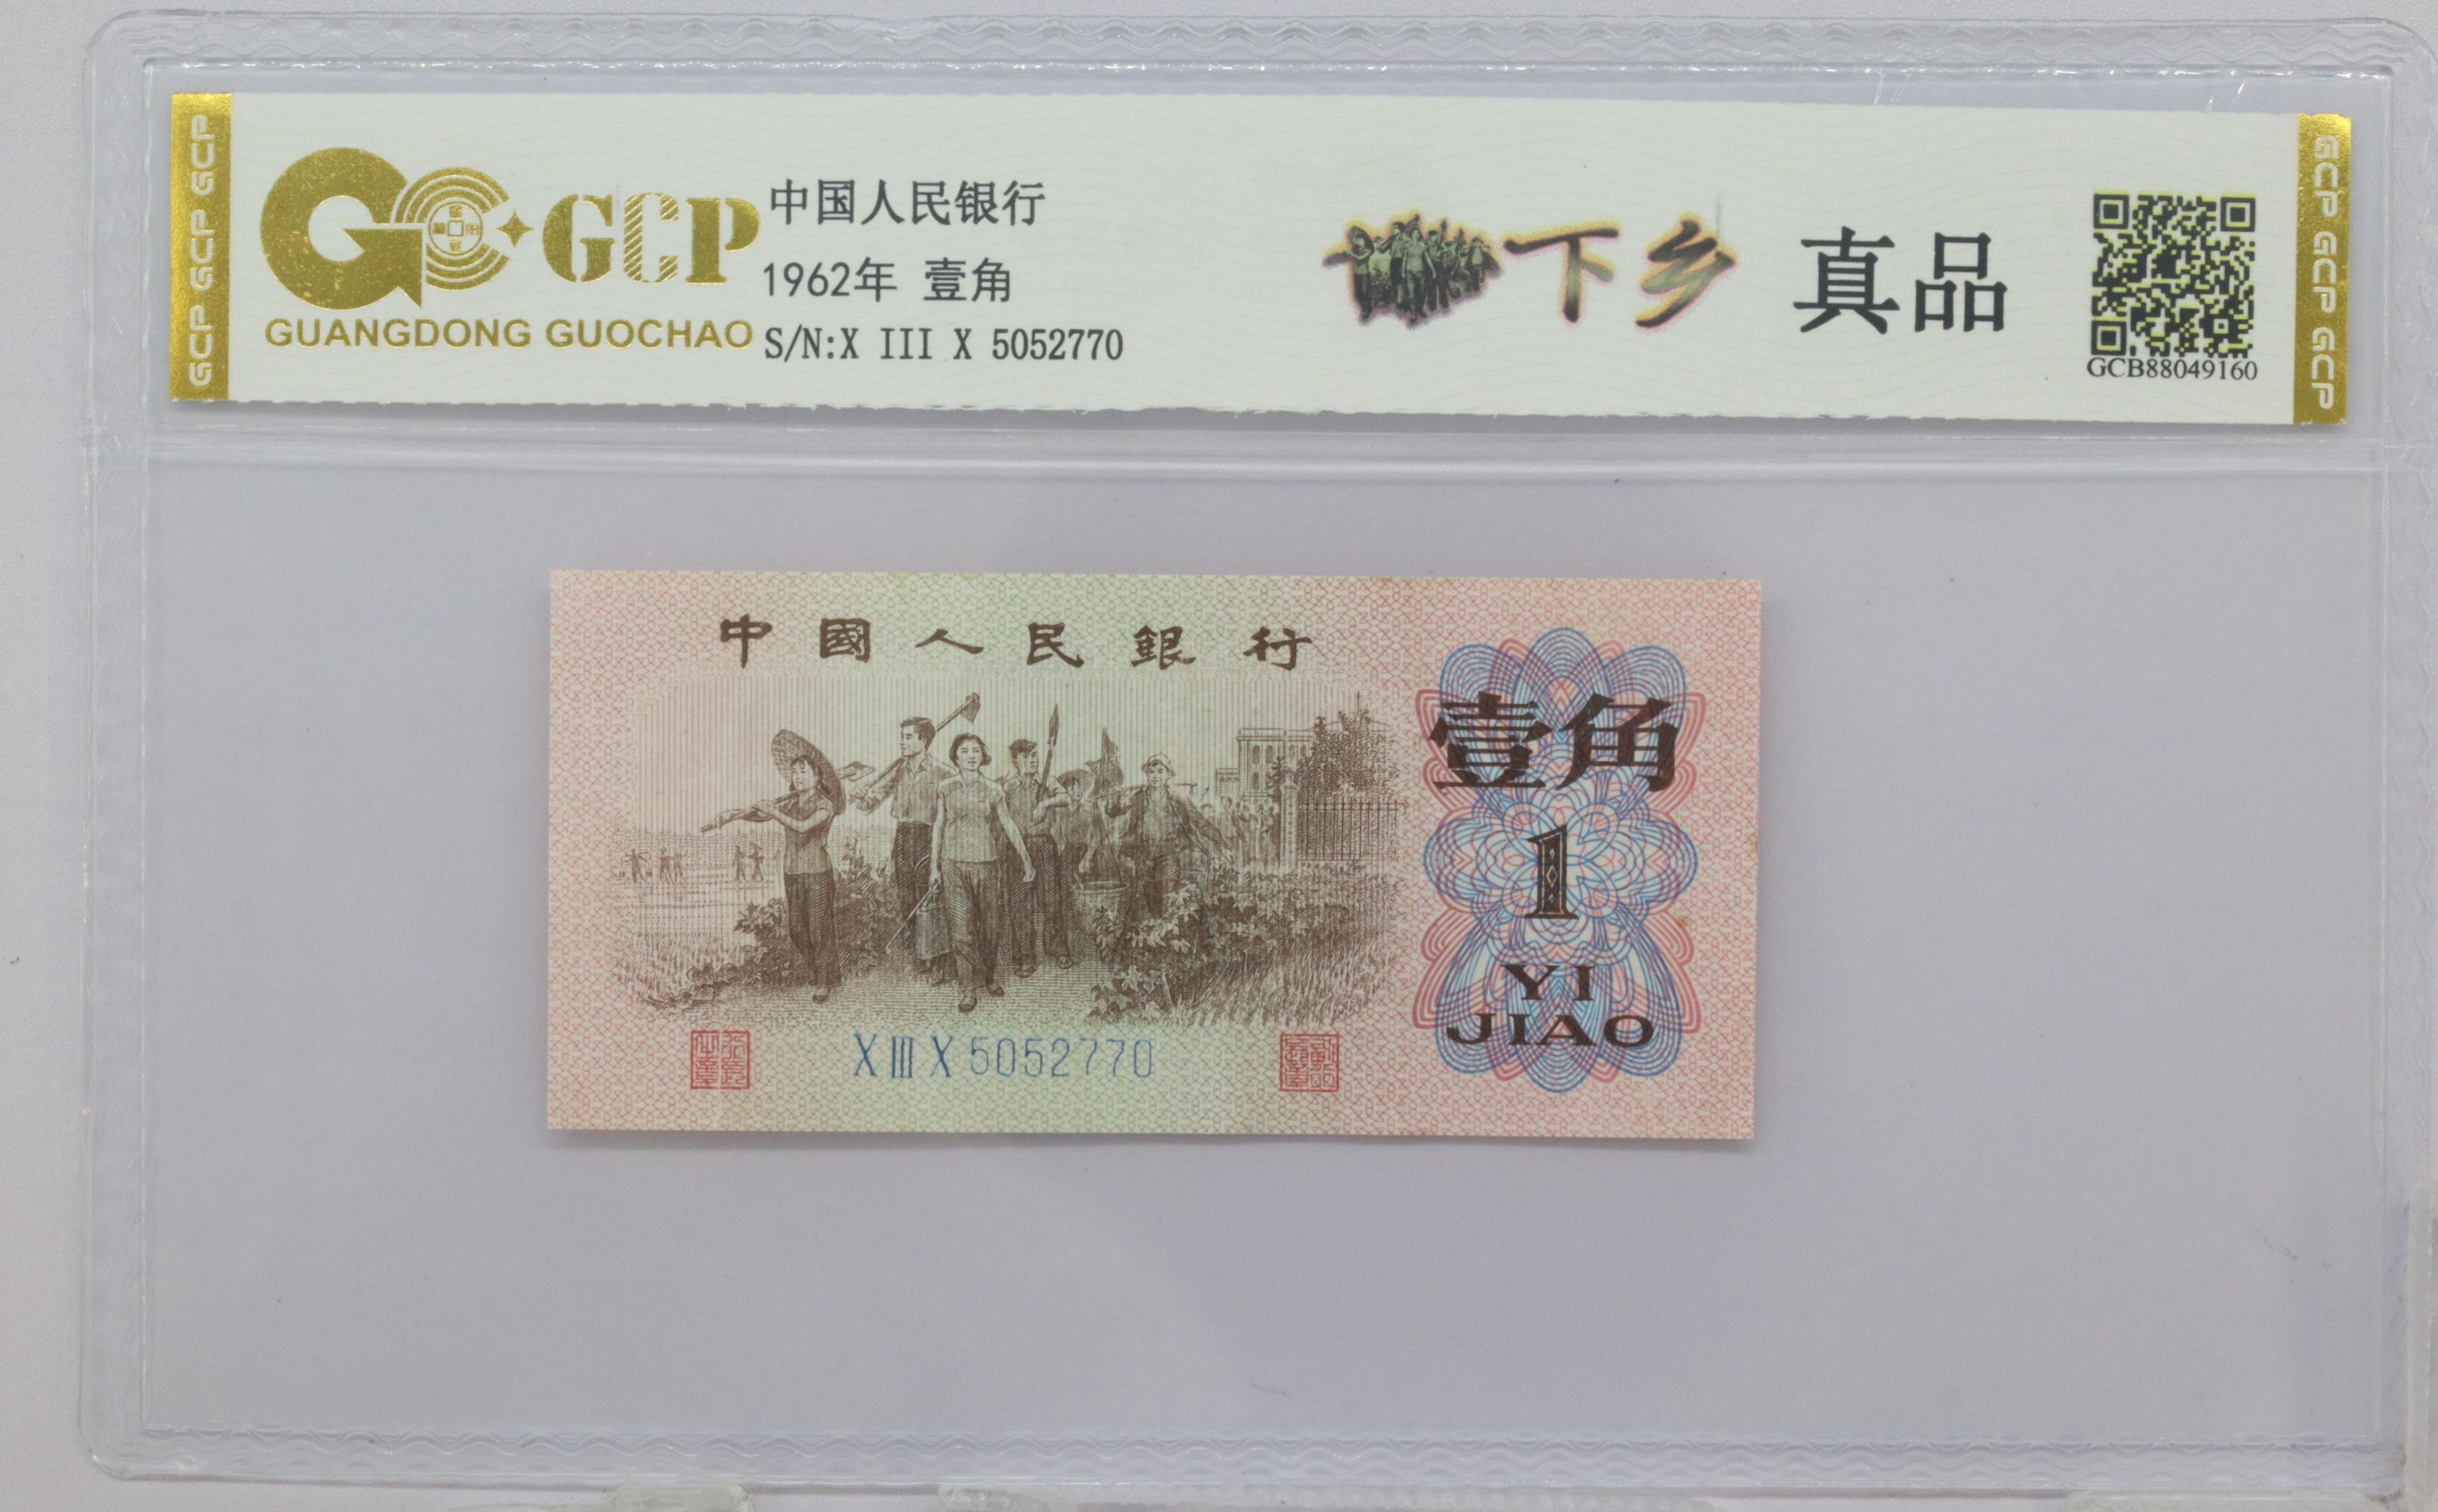 GCP GCP GCP
GCP
GUANGDONG GUOCHAO
中国人民银行
1962年 壹角
S/N:X III X 5052770
下乡
真品
GCB88049160
GCP GCP GCP
中國人民銀行
壹角
1
YI
JIAO
X III X 5052770